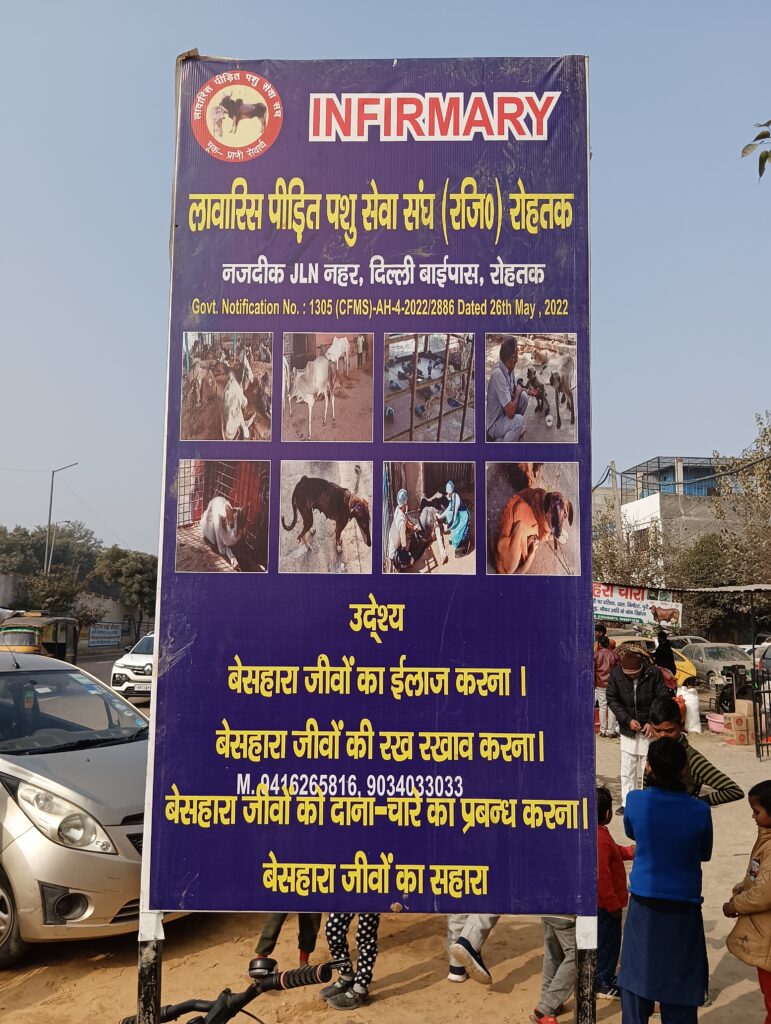 लावारिस पीड़ित पशु सेवा संघ
मूक- प्राणी सेवार्थ
INFIRMARY
लावारिस पीड़ित पशु सेवा संघ (रजि०) रोहतक
नजदीक JLN नहर, दिल्ली बाईपास, रोहतक
Govt. Notification No. : 1305 (CFMS)-AH-4-2022/2886 Dated 26th May , 2022
उद्देश्य
बेसहारा जीवों का ईलाज करना ।
बेसहारा जीवों की रख रखाव करना।
M. 9416265816, 9034033033
बेसहारा जीवों को दाना-चारे का प्रबन्ध करना।
बेसहारा जीवों का सहारा
चारा